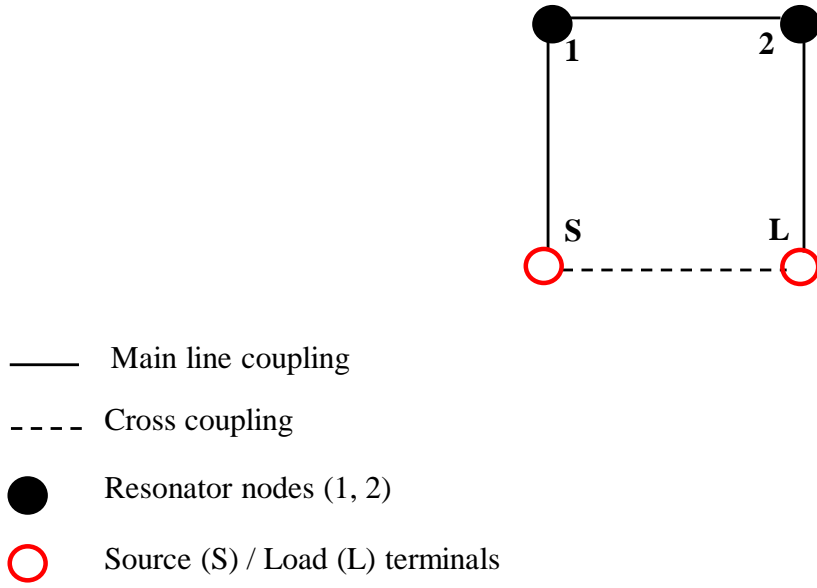 1 2
S L
Main line coupling
Cross coupling
Resonator nodes (1, 2)
Source (S) / Load (L) terminals